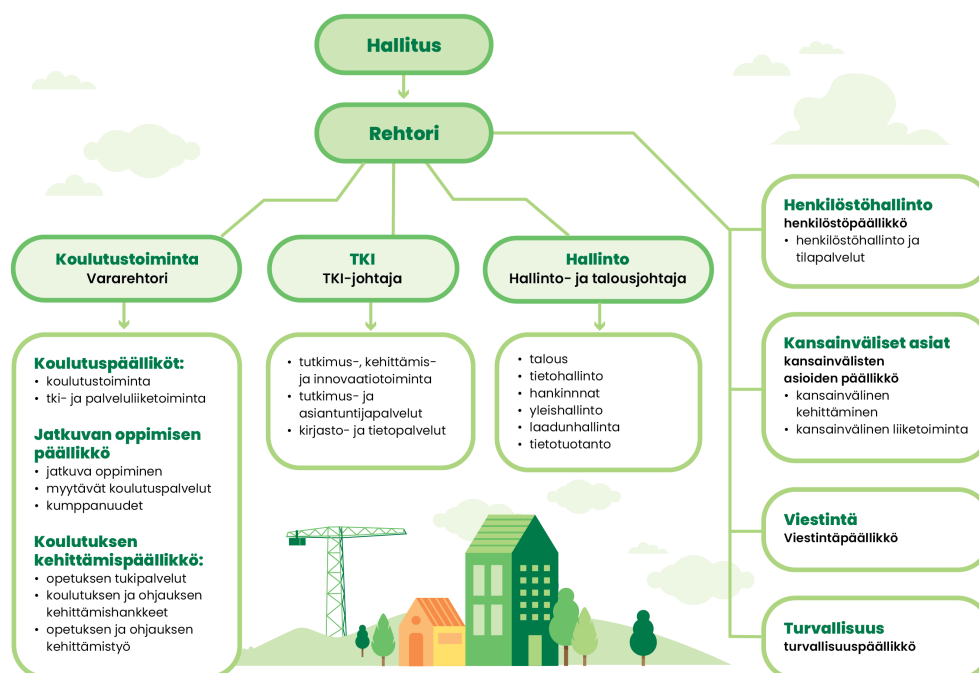 Hallitus
Rehtori
Koulutustoiminta
Vararehtori
TKI
TKI-johtaja
Hallinto
Hallinto- ja talousjohtaja
Koulutuspäälliköt:
• koulutustoiminta
• tki- ja palveluliiketoiminta
Jatkuvan oppimisen
päällikkö
• jatkuva oppiminen
• myytävät koulutuspalvelut
• kumppanuudet
Koulutuksen
kehittämispäällikkö:
• opetuksen tukipalvelut
• koulutuksen ja ohjauksen
kehittämishankkeet
• opetuksen ja ohjauksen
kehittämistyö
• tutkimus-, kehittämis-
ja innovaatiotoiminta
• tutkimus- ja
asiantuntijapalvelut
• kirjasto- ja tietopalvelut
• talous
• tietohallinto
• hankinnnat
• yleishallinto
• laadunhallinta
• tietotuotanto
Henkilöstöhallinto
henkilöstöpäällikkö
• henkilöstöhallinto ja
tilapalvelut
Kansainväliset asiat
kansainvälisten
asioiden päällikkö
• kansainvälinen
kehittäminen
• kansainvälinen liiketoiminta
Viestintä
Viestintäpäällikkö
Turvallisuus
turvallisuuspäällikkö